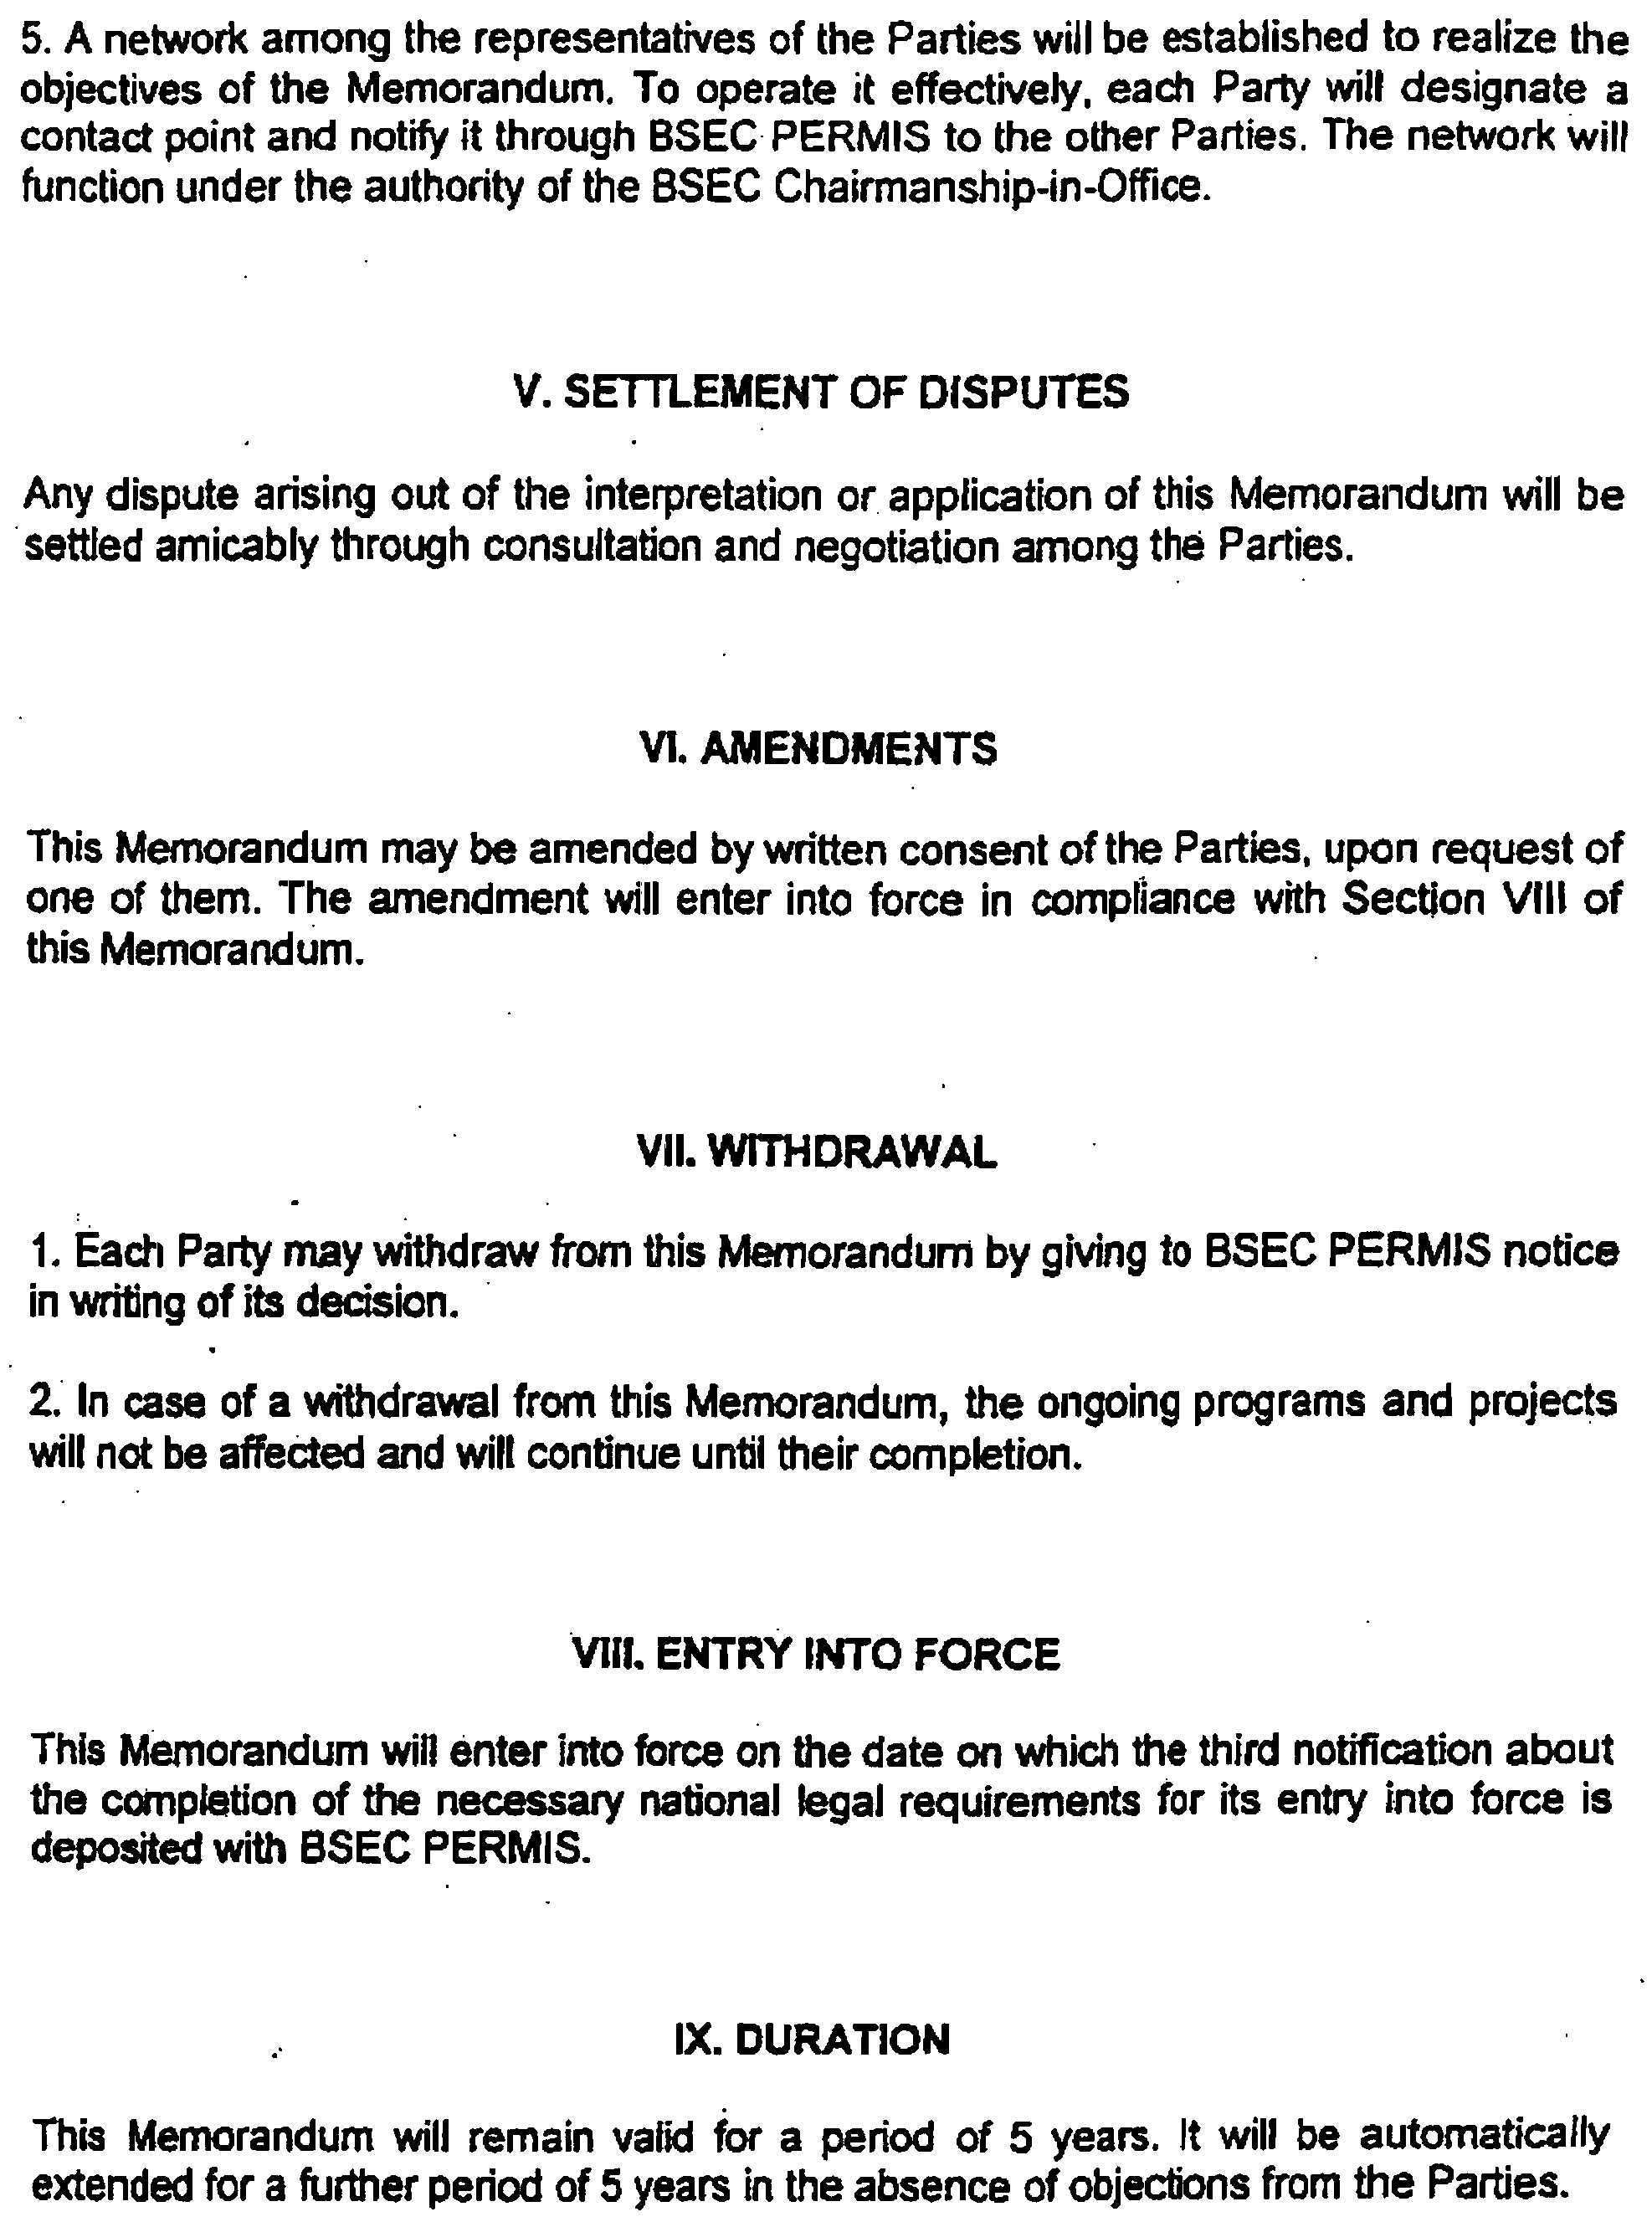 5. A network among the representatives of the Parties will be established to realize the
objectives of the Memorandum. To operate it effectively, each Party will designate a
contact point and notify it through BSEC PERMIS to the other Parties. The network will
function under the authority of the BSEC Chairmanship-in-Office.
V. SETTLEMENT OF DISPUTES
Any dispute arising out of the interpretation or application of this Memorandum will be
settled amicably through consultation and negotiation among the Parties.
VI. AMENDMENTS
This Memorandum may be amended by written consent of the Parties, upon request of
one of them. The amendment will enter into force in compliance with Section VIII of
this Memorandum.
VII. WITHDRAWAL
1. Each Party may withdraw from this Memorandum by giving to BSEC PERMIS notice
in writing of its decision.
2. In case of a withdrawal from this Memorandum, the ongoing programs and projects
will not be affected and will continue until their completion.
VIII. ENTRY INTO FORCE
This Memorandum will enter into force on the date on which the third notification about
the completion of the necessary national legal requirements for its entry into force is
deposited with BSEC PERMIS.
IX. DURATION
This Memorandum will remain valid for a period of 5 years. It will be automatically
extended for a further period of 5 years in the absence of objections from the Parties.